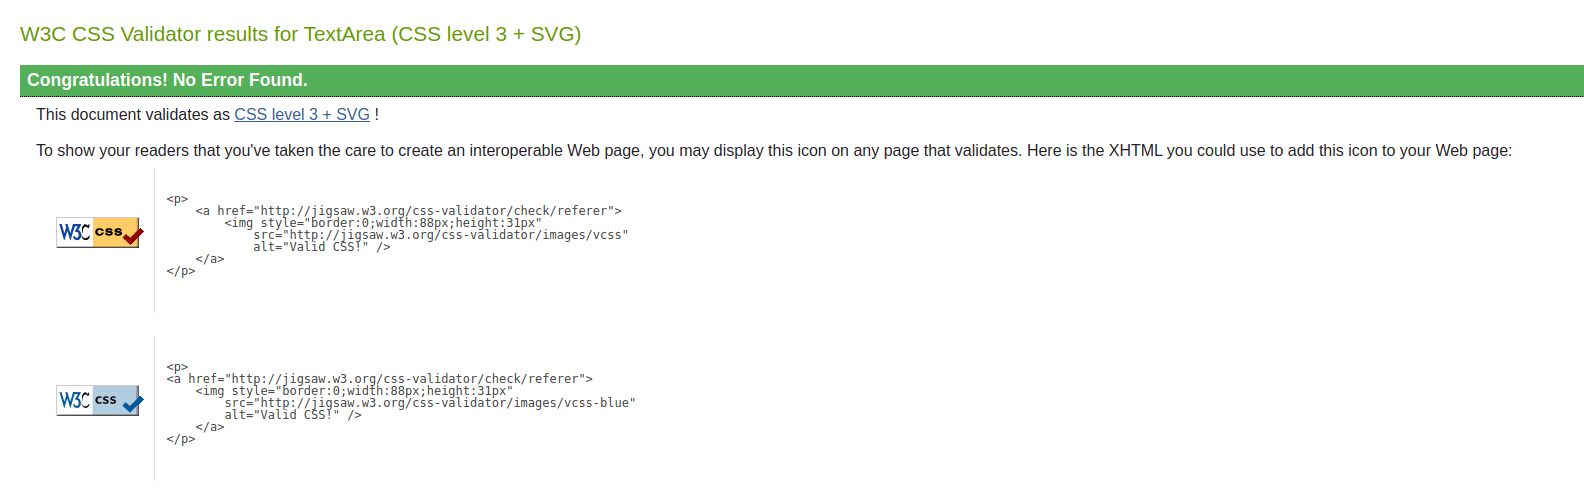 W3C CSS Validator results for TextArea (CSS level 3 + SVG)
Congratulations! No Error Found.
This document validates as CSS level 3 + SVG !
To show your readers that you've taken the care to create an interoperable Web page, you may display this icon on any page that validates. Here is the XHTML you could use to add this icon to your Web page:
W3C css
<p>
    <a href="http://jigsaw.w3.org/css-validator/check/referer">
        <img style="border:0;width:88px;height:31px"
            src="http://jigsaw.w3.org/css-validator/images/vcss"
            alt="Valid CSS!" />
    </a>
</p>
W3C css
<p>
<a href="http://jigsaw.w3.org/css-validator/check/referer">
    <img style="border:0;width:88px;height:31px"
        src="http://jigsaw.w3.org/css-validator/images/vcss-blue"
        alt="Valid CSS!" />
    </a>
</p>